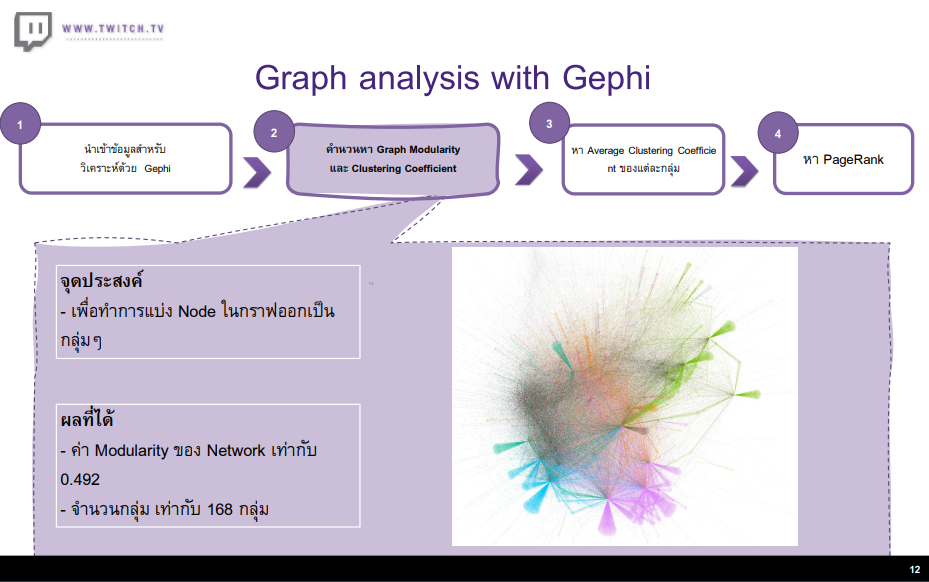 WWW.TWITCH.TV
Graph analysis with Gephi
1
นำเข้าข้อมูลสำหรับ
วิเคราะห์ด้วย Gephi
2
คำนวนหา Graph Modularity
และ Clustering Coefficient
3
หา Average Clustering Coefficie
nt ของแต่ละกลุ่ม
4
หา PageRank
จุดประสงค์
- เพื่อทำการแบ่ง Node ในกราฟออกเป็น
กลุ่มๆ
ผลที่ได้
- ค่า Modularity ของ Network เท่ากับ
0.492
- จำนวนกลุ่ม เท่ากับ 168 กลุ่ม
12